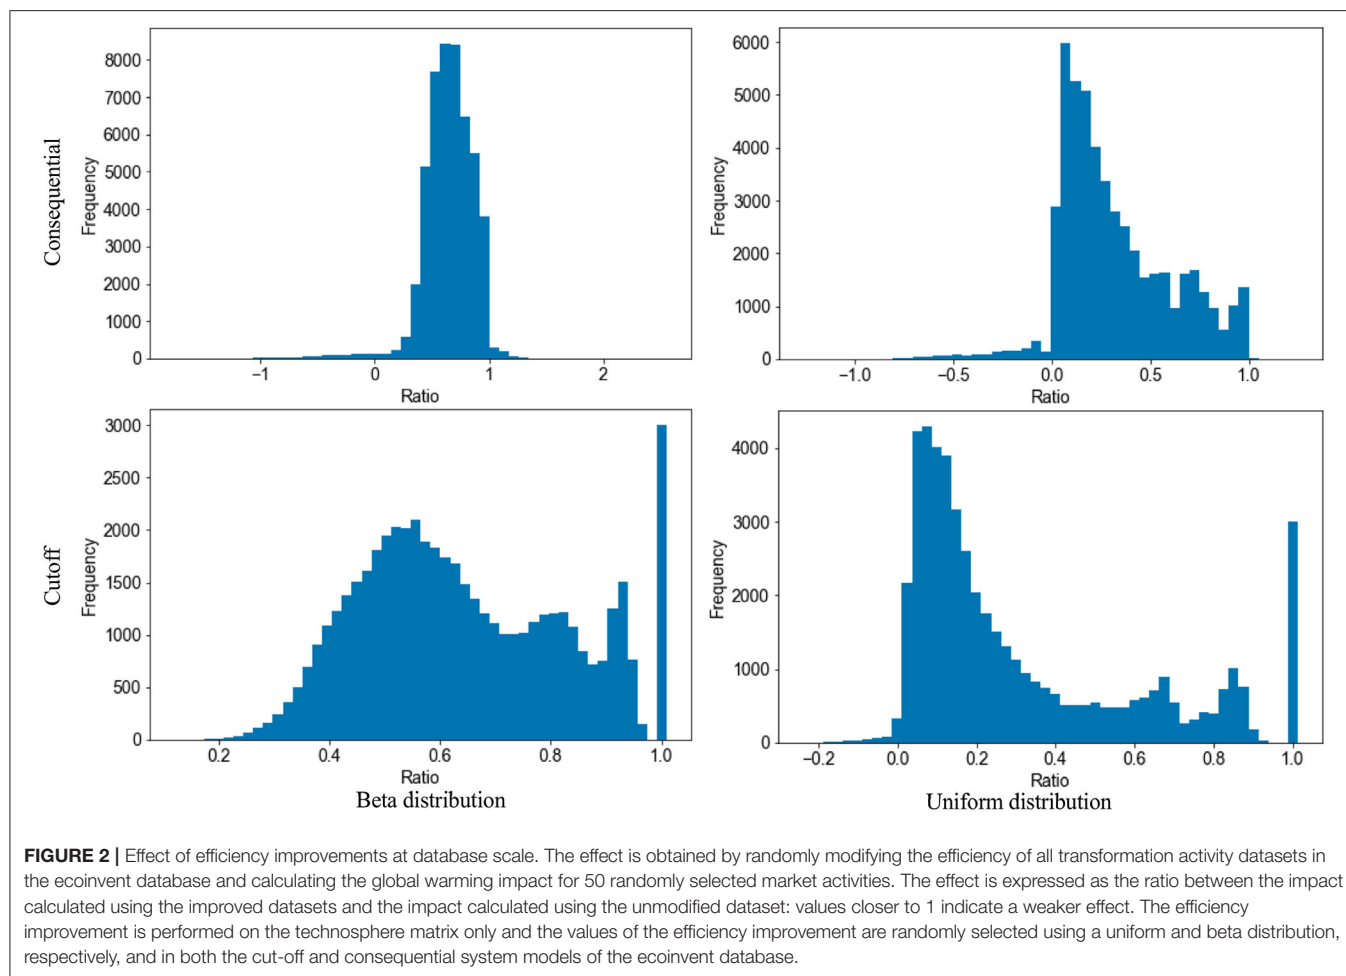 Consequential
Frequency
8000
7000
6000
5000
4000
3000
2000
1000
0
−1
0
1
2
Ratio
Frequency
6000
5000
4000
3000
2000
1000
0
−1.0
−0.5
0.0
0.5
1.0
Ratio
Cutoff
Frequency
3000
2500
2000
1500
1000
500
0
0.2
0.4
0.6
0.8
1.0
Ratio
Beta distribution
Frequency
4000
3000
2000
1000
0
−0.2
0.0
0.2
0.4
0.6
0.8
1.0
Ratio
Uniform distribution
FIGURE 2 | Effect of efficiency improvements at database scale. The effect is obtained by randomly modifying the efficiency of all transformation activity datasets in
the ecoinvent database and calculating the global warming impact for 50 randomly selected market activities. The effect is expressed as the ratio between the impact
calculated using the improved datasets and the impact calculated using the unmodified dataset: values closer to 1 indicate a weaker effect. The efficiency
improvement is performed on the technosphere matrix only and the values of the efficiency improvement are randomly selected using a uniform and beta distribution,
respectively, and in both the cut-off and consequential system models of the ecoinvent database.